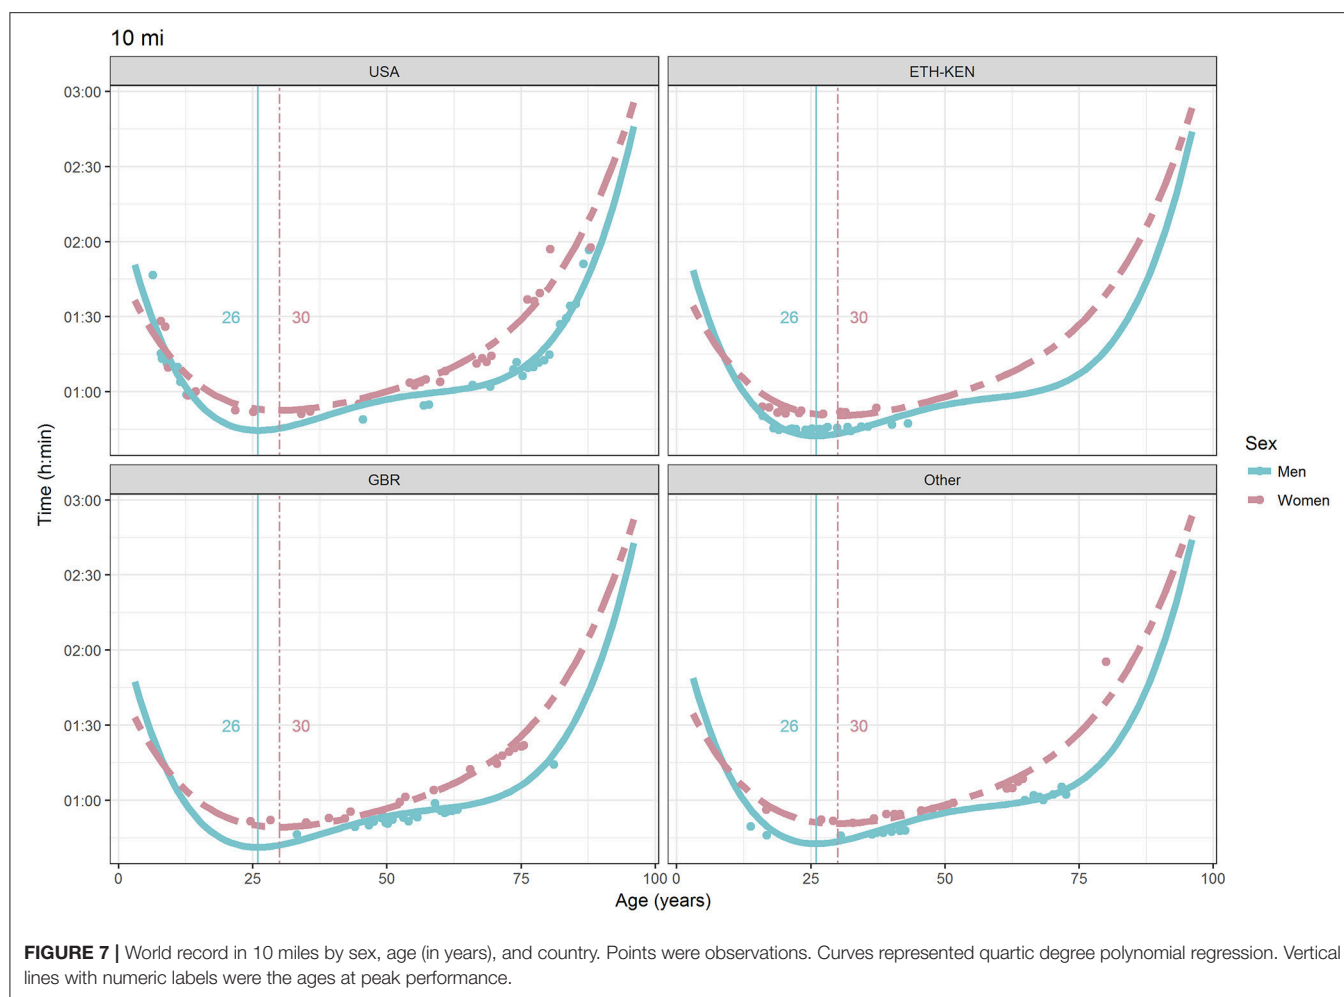 10 mi
USA
ETH-KEN
03:00
02:30
02:00
01:30
01:00
26
30
26
30
GBR
Other
03:00
02:30
02:00
01:30
01:00
26
30
26
30
0
25
50
75
100
0
25
50
75
100
Time (h:min)
Age (years)
Sex
Men
Women
FIGURE 7 | World record in 10 miles by sex, age (in years), and country. Points were observations. Curves represented quartic degree polynomial regression. Vertical
lines with numeric labels were the ages at peak performance.